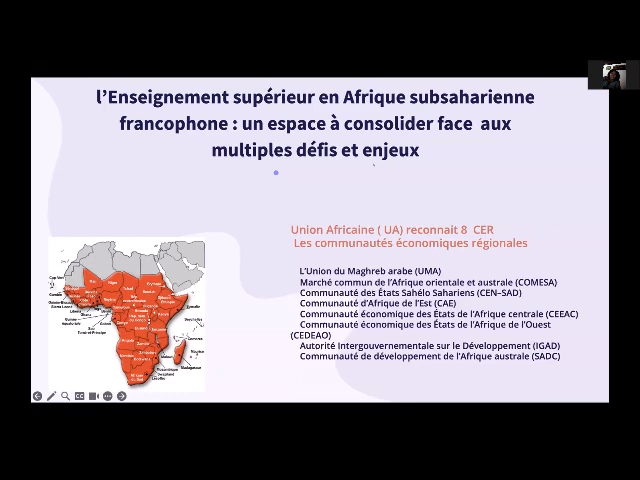 l'Enseignement supérieur en Afrique subsaharienne
francophone : un espace à consolider face aux
multiples défis et enjeux
Union Africaine ( UA) reconnait 8 CER
Les communautés économiques régionales
L'Union du Maghreb arabe (UMA)
Marché commun de l'Afrique orientale et australe (COMESA)
Communauté des États Sahélo Sahariens (CEN–SAD)
Communauté d'Afrique de l'Est (CAE)
Communauté économique des États de l'Afrique centrale (CEEAC)
Communauté économique des États de l'Afrique de l'Ouest
(CEDEAO)
Autorité Intergouvernementale sur le Développement (IGAD)
Communauté de développement de l'Afrique australe (SADC)